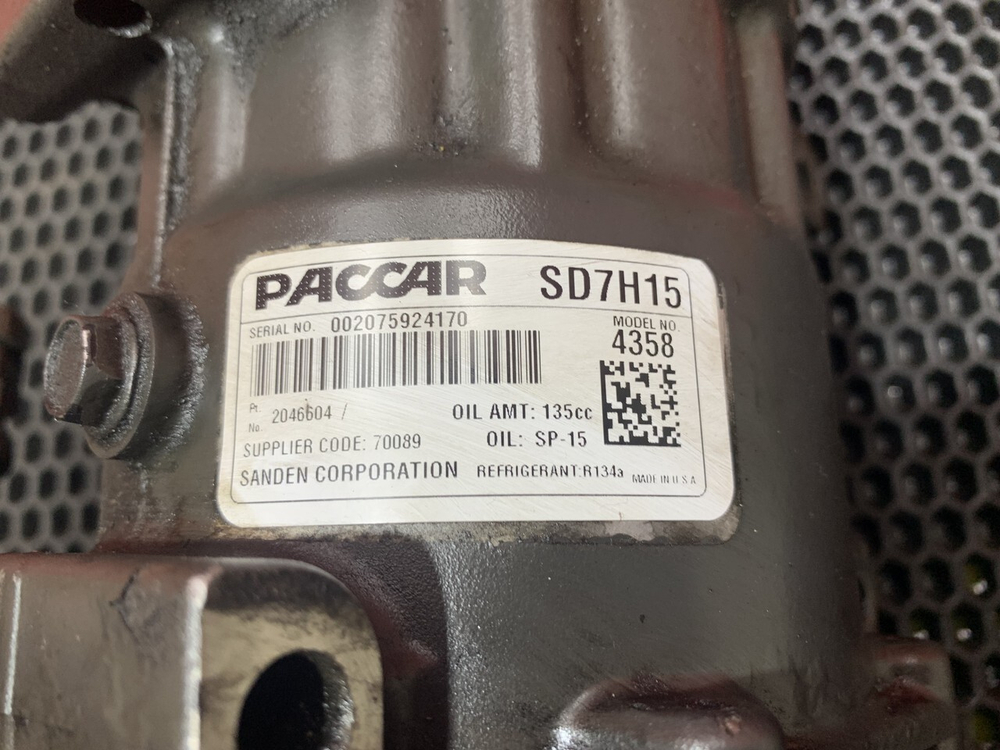 PACCAR SD7H15
SERIAL NO. 002075924170
MODEL NO.
4358
Pt. No. 2046604 /
OIL AMT: 135cc
SUPPLIER CODE: 70089
OIL: SP-15
SANDEN CORPORATION REFRIGERANT:R134a MADE IN U S A